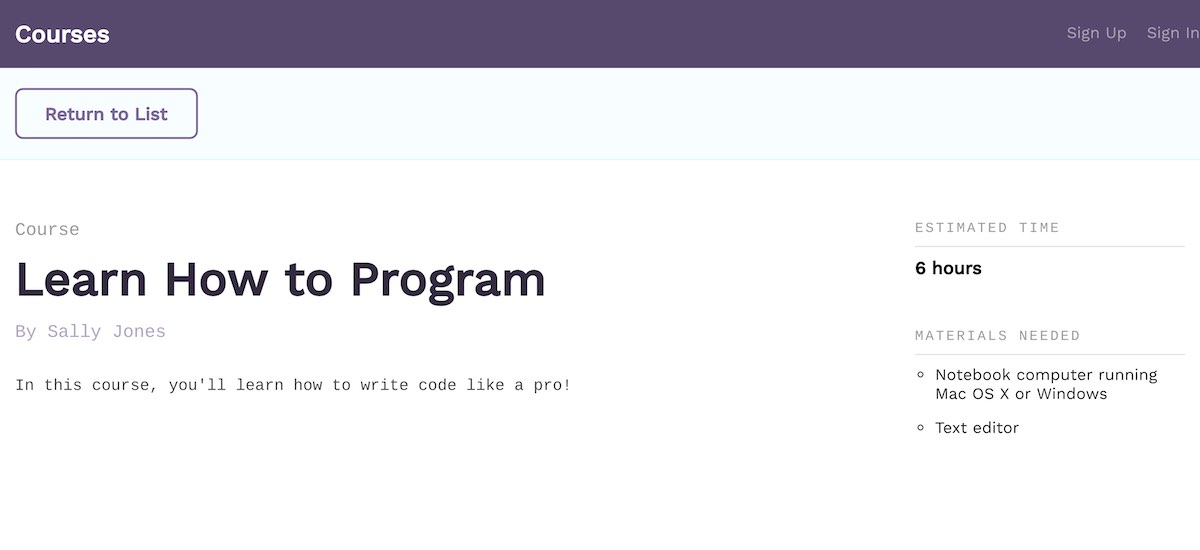 Courses
Sign Up
Sign In
Return to List
Course
Learn How to Program
By Sally Jones
In this course, you'll learn how to write code like a pro!
ESTIMATED TIME
6 hours
MATERIALS NEEDED
Notebook computer running
Mac OS X or Windows
Text editor